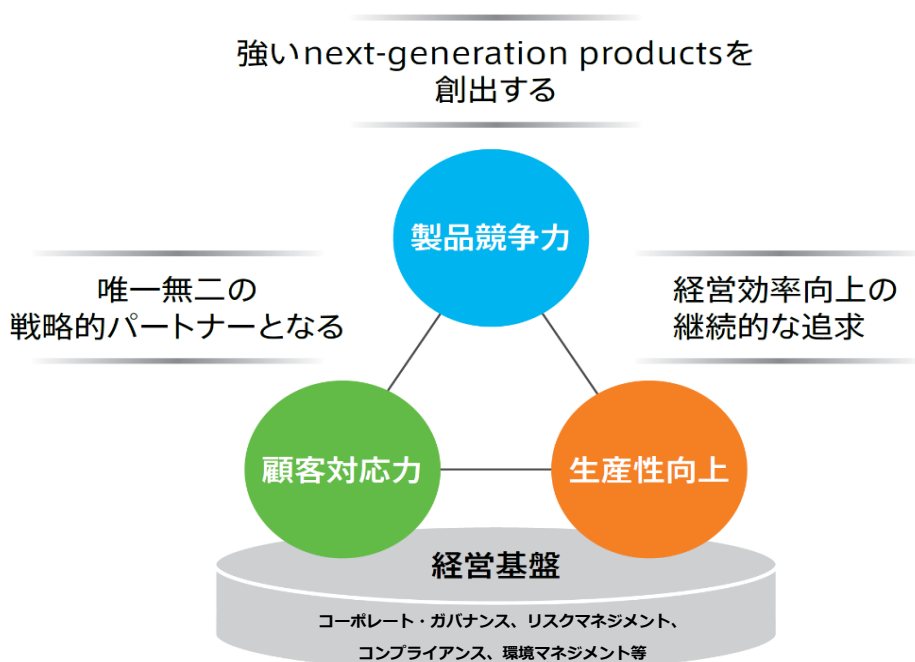 強いnext-generation productsを
創出する
製品競争力
唯一無二の
戦略的パートナーとなる
経営効率向上の
継続的な追求
顧客対応力
生産性向上
経営基盤
コーポレート・ガバナンス、リスクマネジメント、
コンプライアンス、環境マネジメント等